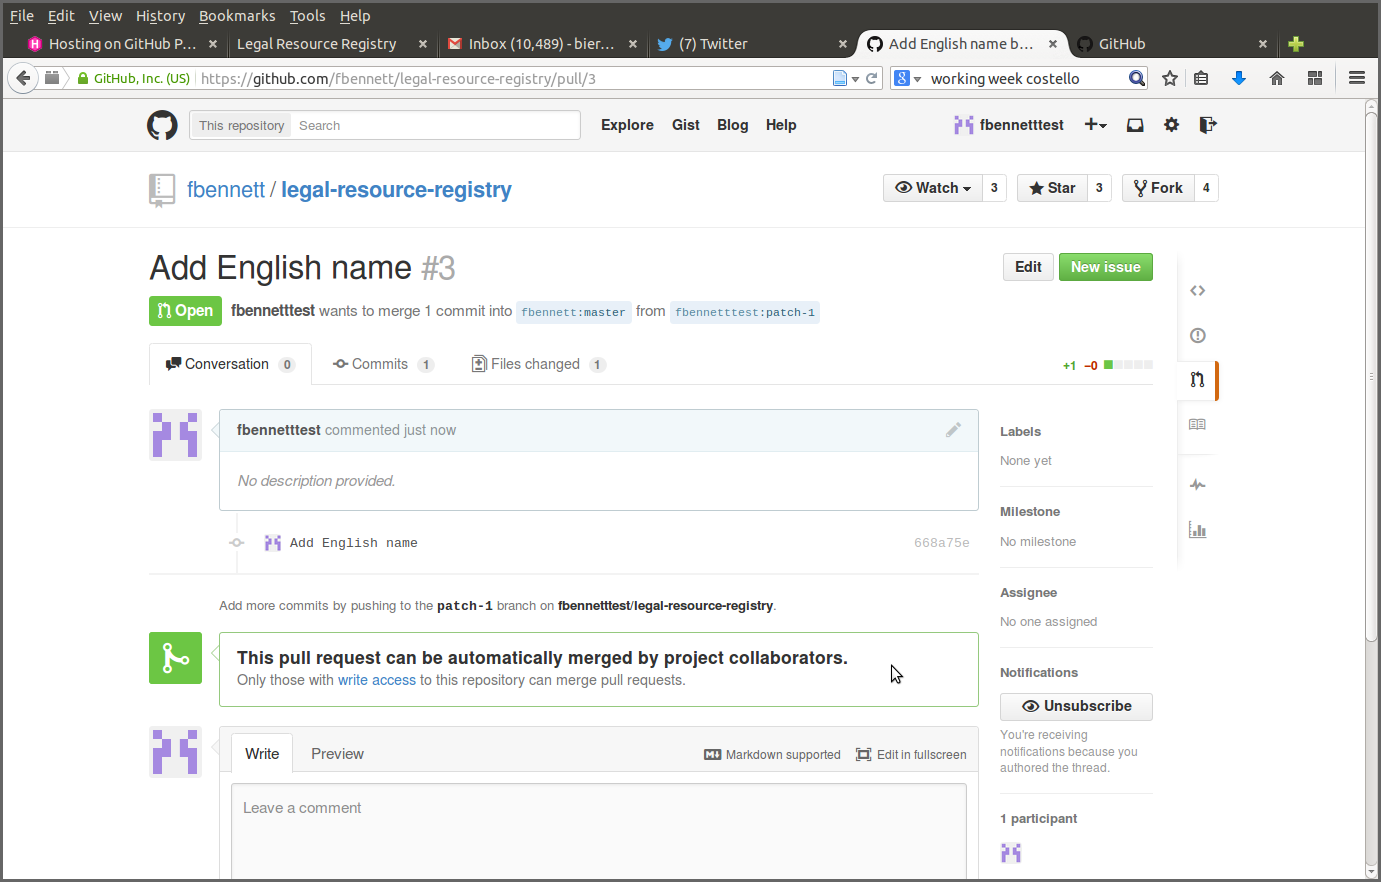 File Edit View History Bookmarks Tools Help
Hosting on GitHub P... × Legal Resource Registry × Inbox (10,489) - bier... × (7) Twitter × Add English name b... × GitHub ×
GitHub, Inc. (US) https://github.com/fbennett/legal-resource-registry/pull/3 8 working week costello
This repository Search Explore Gist Blog Help fbennetttest
fbennett / legal-resource-registry Watch 3 Star 3 Fork 4
Add English name #3 Edit New issue
Open fbennetttest wants to merge 1 commit into fbennett:master from fbennetttest:patch-1
Conversation 0 Commits 1 Files changed 1 +1 −0
fbennetttest commented just now
No description provided.
Add English name 668a75e
Add more commits by pushing to the patch-1 branch on fbennetttest/legal-resource-registry.
This pull request can be automatically merged by project collaborators.
Only those with write access to this repository can merge pull requests.
Write Preview Markdown supported Edit in fullscreen
Leave a comment
Labels
None yet
Milestone
No milestone
Assignee
No one assigned
Notifications
Unsubscribe
You're receiving
notifications because you
authored the thread.
1 participant